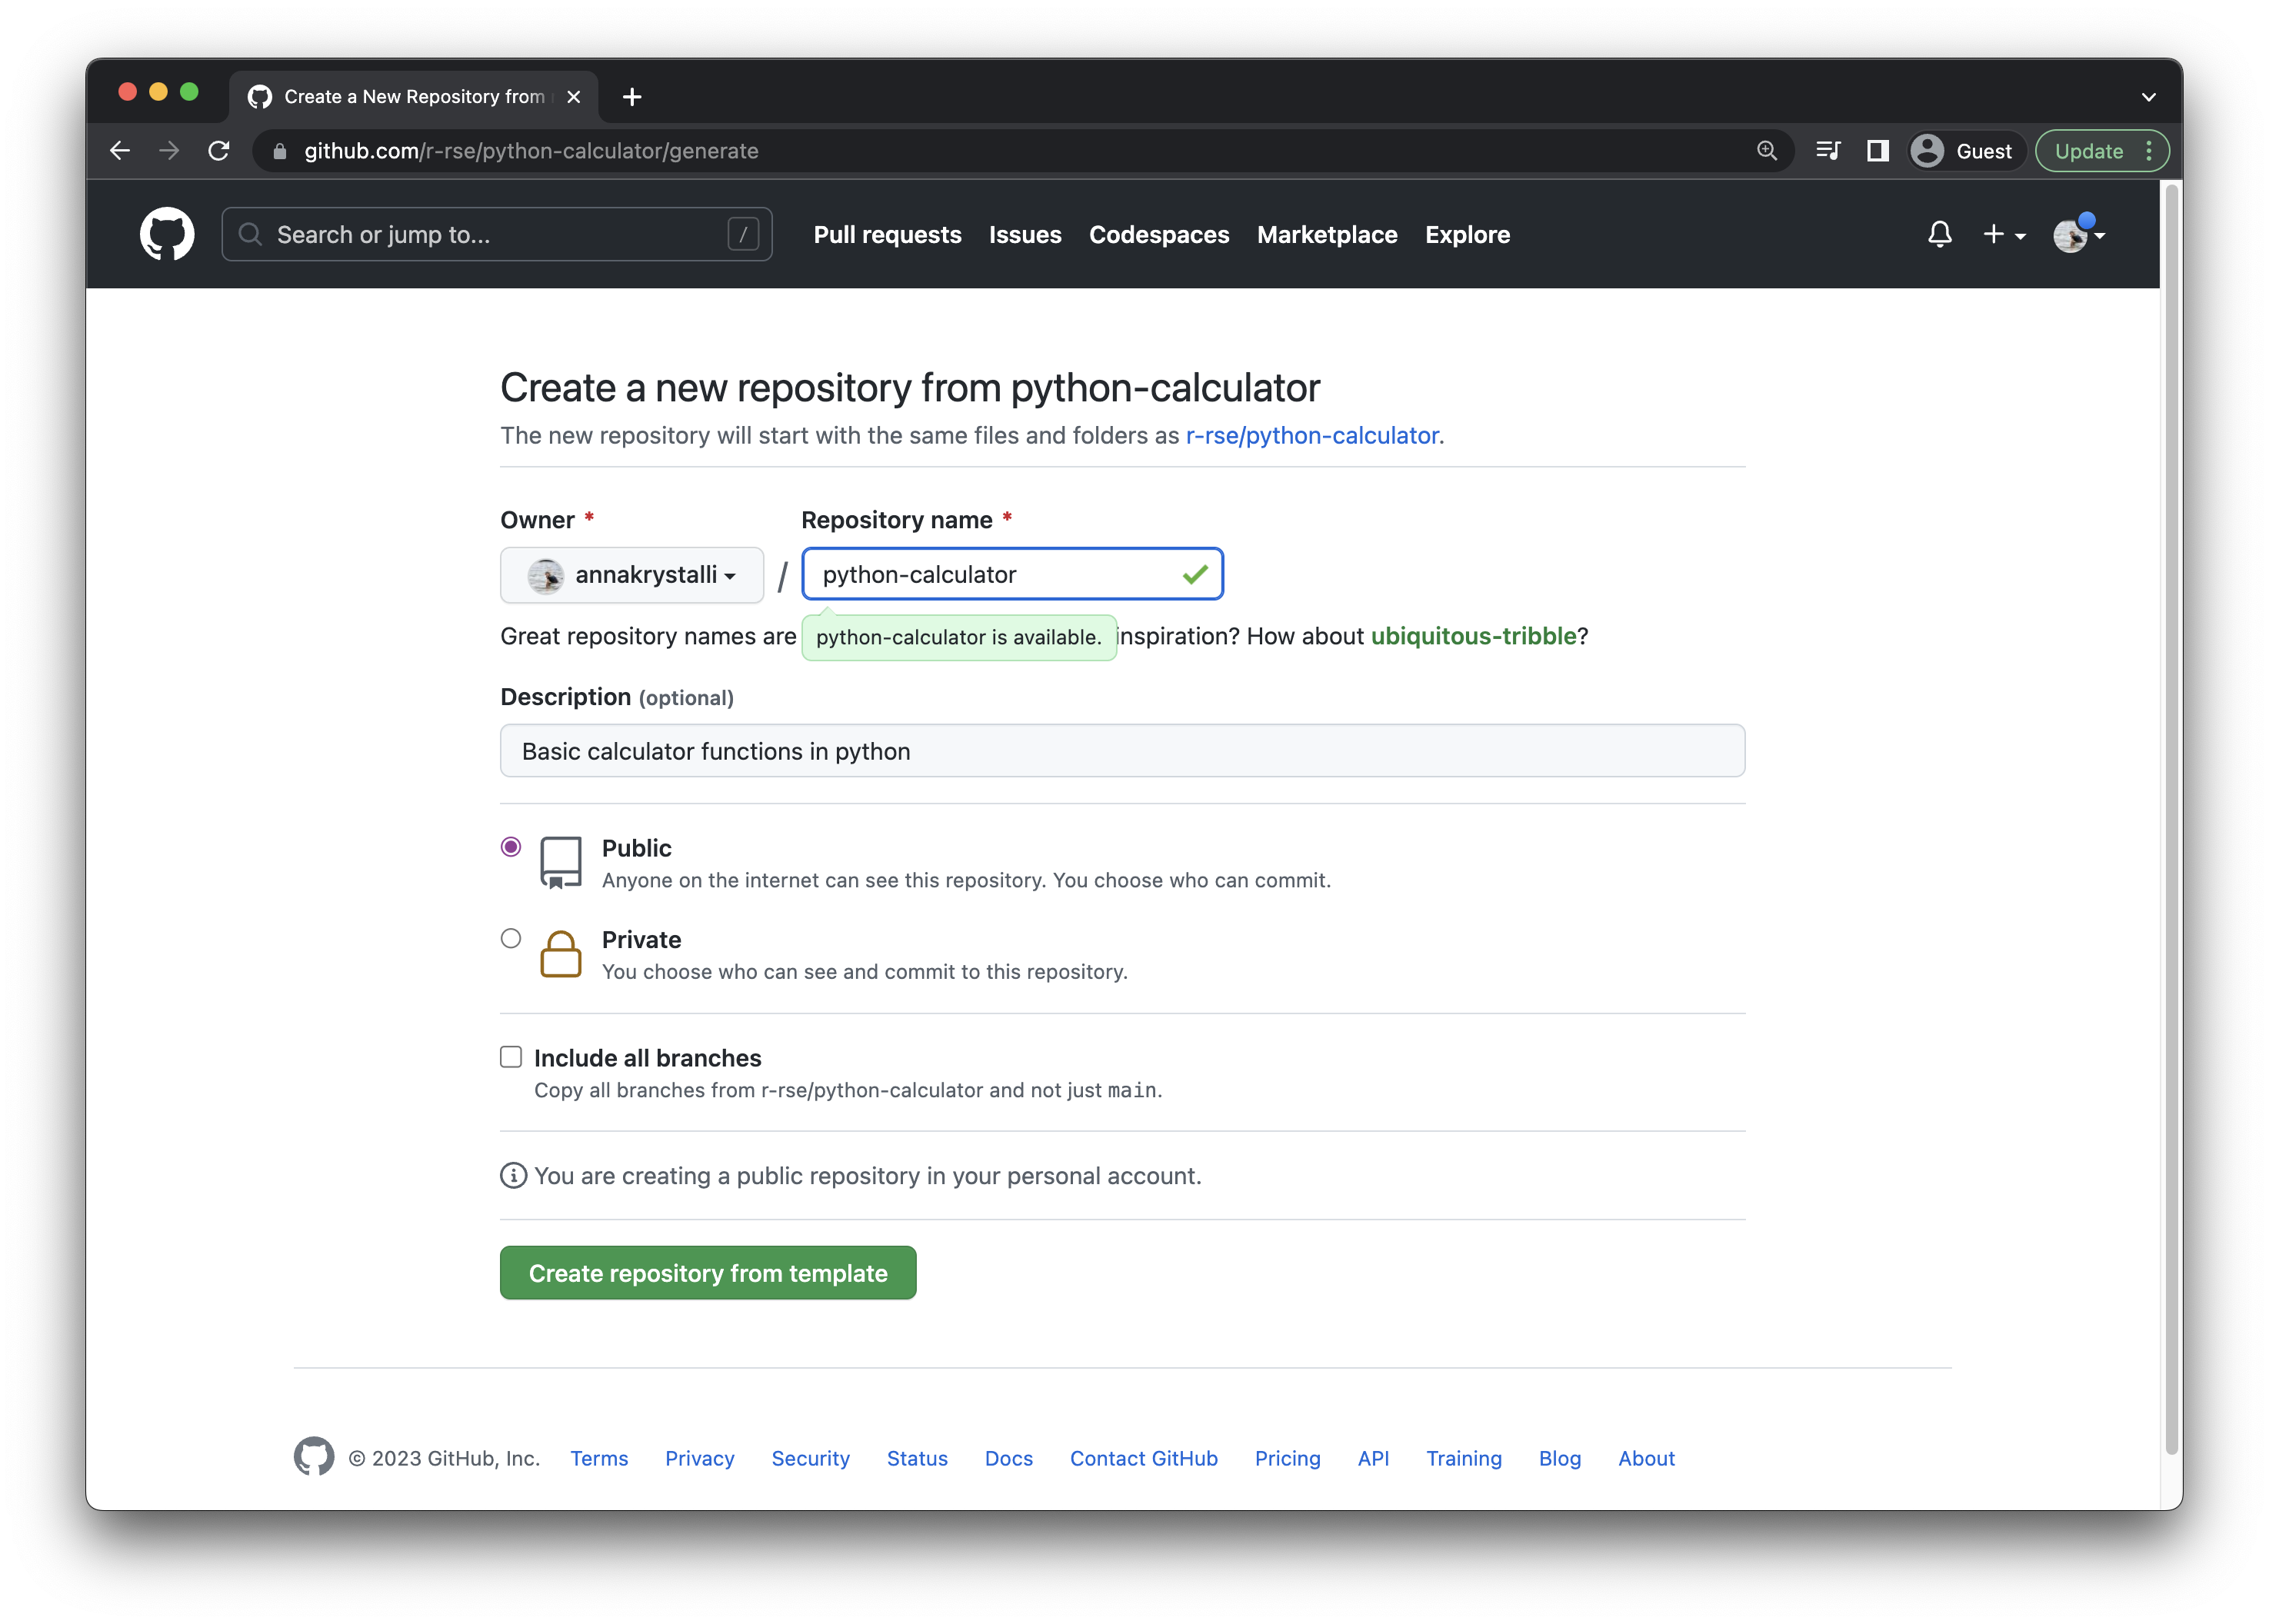 Create a New Repository from
github.com/r-rse/python-calculator/generate
Guest
Update
Search or jump to...
/
Pull requests
Issues
Codespaces
Marketplace
Explore
Create a new repository from python-calculator
The new repository will start with the same files and folders as r-rse/python-calculator.
Owner *
Repository name *
annakrystalli
/
python-calculator
Great repository names are
python-calculator is available.
inspiration? How about ubiquitous-tribble?
Description (optional)
Basic calculator functions in python
Public
Anyone on the internet can see this repository. You choose who can commit.
Private
You choose who can see and commit to this repository.
Include all branches
Copy all branches from r-rse/python-calculator and not just main.
You are creating a public repository in your personal account.
Create repository from template
© 2023 GitHub, Inc.
Terms
Privacy
Security
Status
Docs
Contact GitHub
Pricing
API
Training
Blog
About